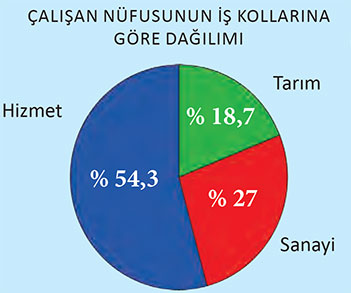 ÇALIŞAN NÜFUSUNUN İŞ KOLLARINA
GÖRE DAĞILIMI
Tarım
Hizmet
% 18,7
% 54,3
% 27
Sanayi